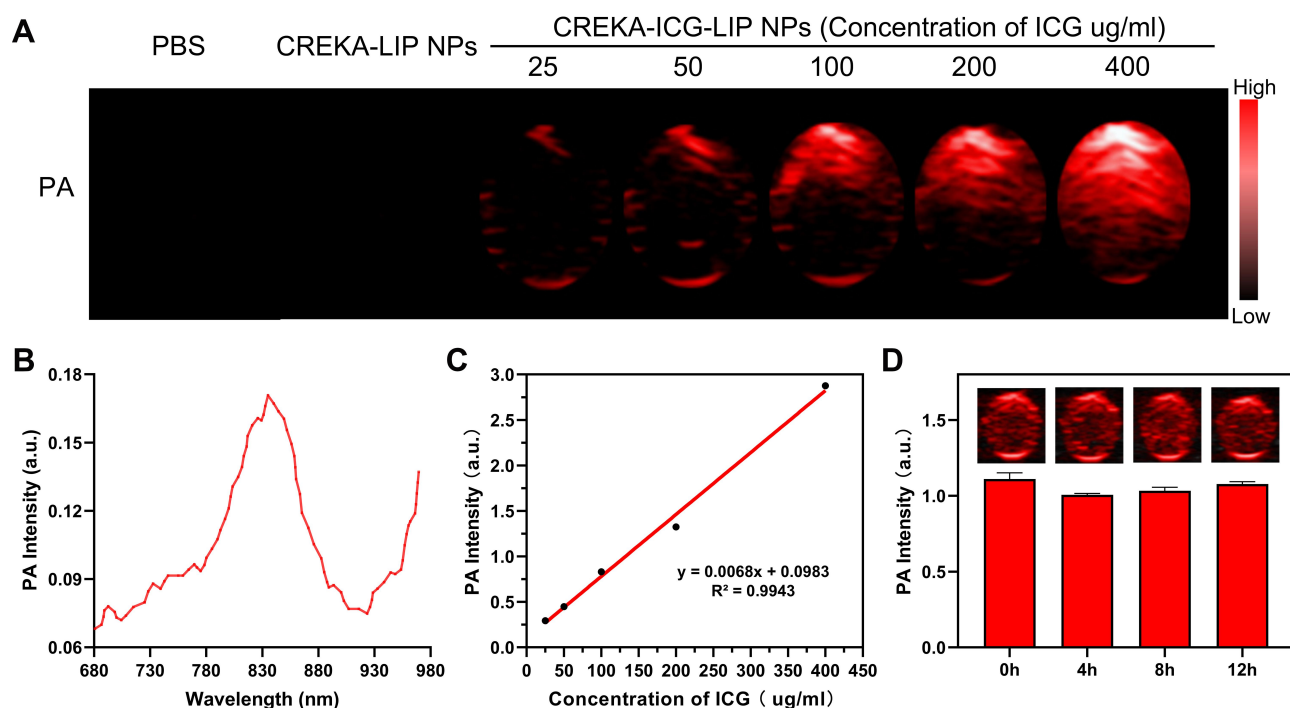 A
PBS
CREKA-LIP NPs
CREKA-ICG-LIP NPs (Concentration of ICG ug/ml)
25 50 100 200 400
PA
High
Low
B
PA Intensity (a.u.)
0.18
0.15
0.12
0.09
0.06
680 730 780 830 880 930 980
Wavelength (nm)
C
PA Intensity（a.u.）
3.0
2.5
2.0
1.5
1.0
0.5
0.0
y = 0.0068x + 0.0983
R² = 0.9943
0 50 100 150 200 250 300 350 400 450
Concentration of ICG（ ug/ml）
D
PA Intensity（a.u.）
1.5
1.0
0.5
0.0
0h 4h 8h 12h